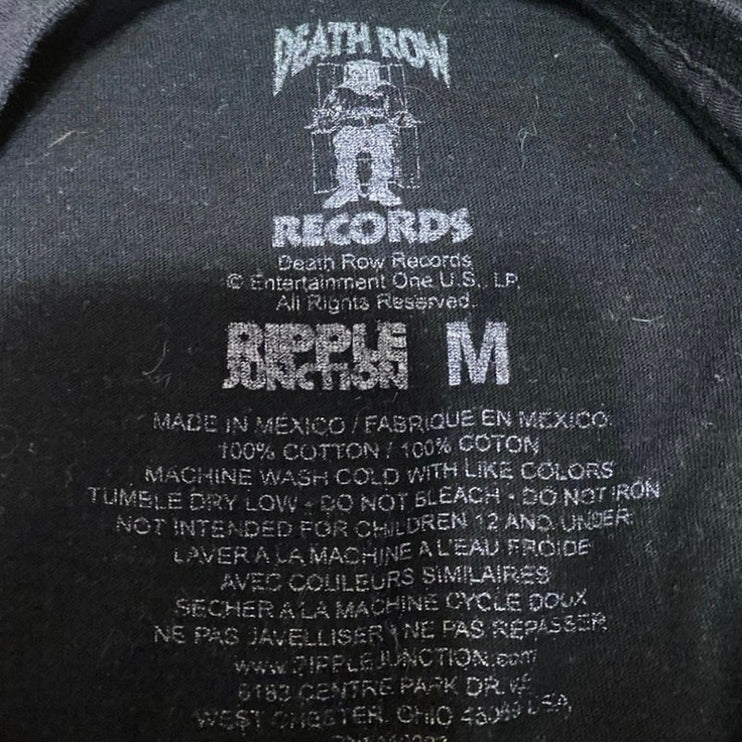 DEATH ROW
RECORDS
Death Row Records
© Entertainment One U.S., LP.
All Rights Reserved.
RIPPLE
JUNCTION
M
MADE IN MEXICO / FABRIQUE EN MEXICO
100% COTTON / 100% COTON
MACHINE WASH COLD WITH LIKE COLORS
TUMBLE DRY LOW - DO NOT BLEACH - DO NOT IRON
NOT INTENDED FOR CHILDREN 12 AND UNDER
LAVER A LA MACHINE A L'EAU FROIDE
AVEC COULEURS SIMILAIRES
SECHER A LA MACHINE CYCLE DOUX
NE PAS JAVELLISER / NE PAS REPASSER
www.RIPPLEJUNCTION.com
CENTRE PARK DR.
WEST CHESTER, OHIO USA